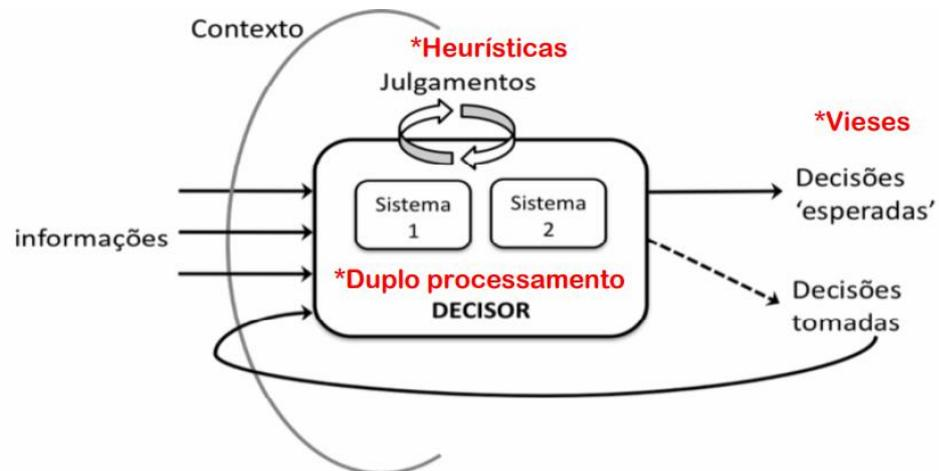 Contexto
*Heurísticas
Julgamentos
*Vieses
Decisões
'esperadas'
Sistema
1
Sistema
2
informações
*Duplo processamento
DECISOR
Decisões
tomadas